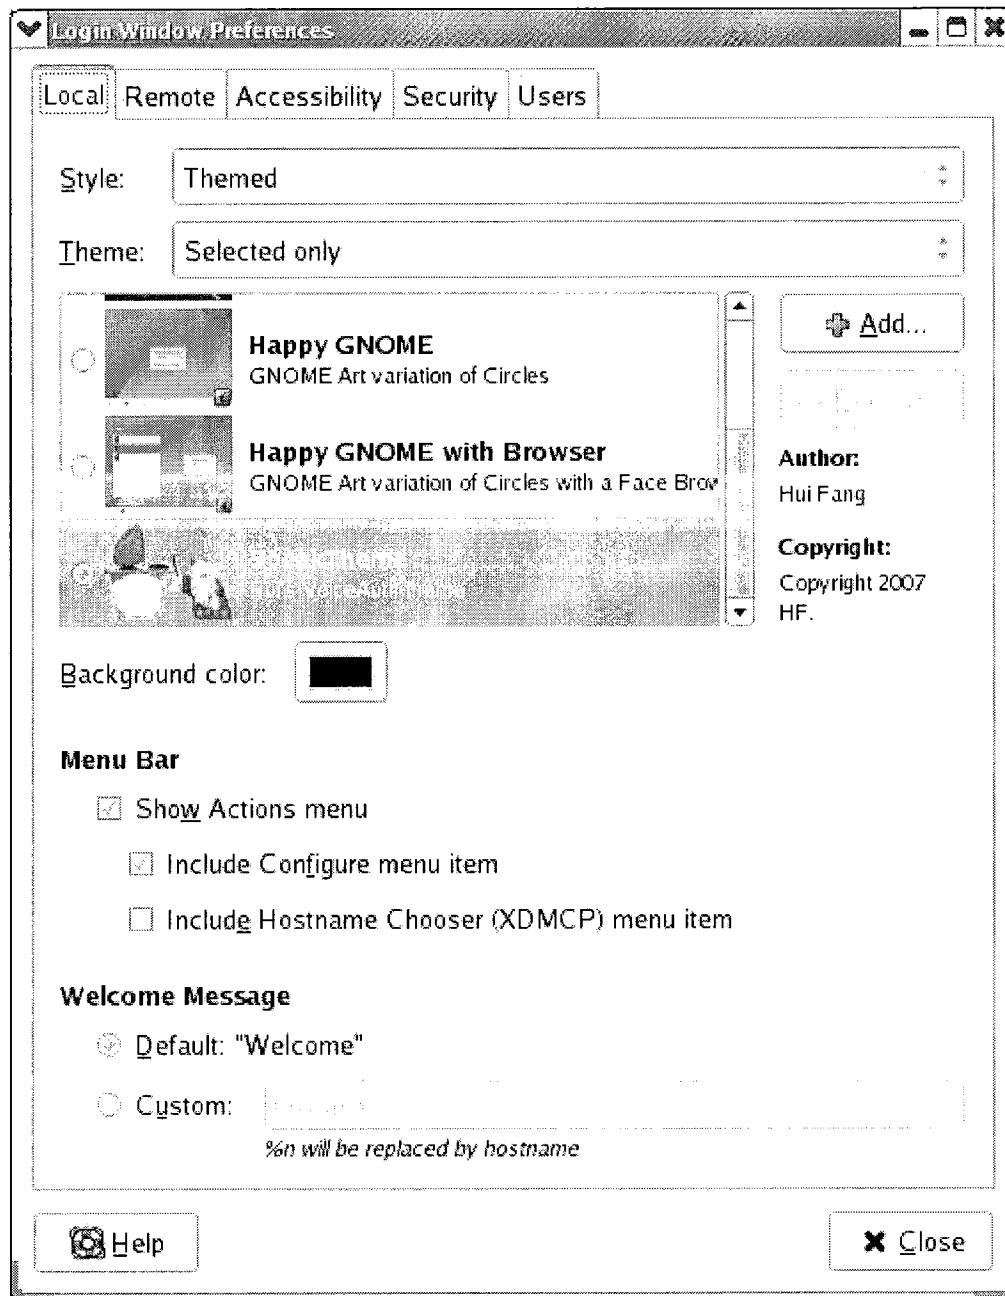 Login Window Preferences
Local Remote Accessibility Security Users
Style: Themed
Theme: Selected only
Happy GNOME
GNOME Art variation of Circles
Add...
Happy GNOME with Browser
GNOME Art variation of Circles with a Face Brow
Author:
Hui Fang
Copyright:
Copyright 2007
HF.
Background color:
Menu Bar
Show Actions menu
Include Configure menu item
Include Hostname Chooser (XDMCP) menu item
Welcome Message
Default: "Welcome"
Custom:
%n will be replaced by hostname
Help
Close